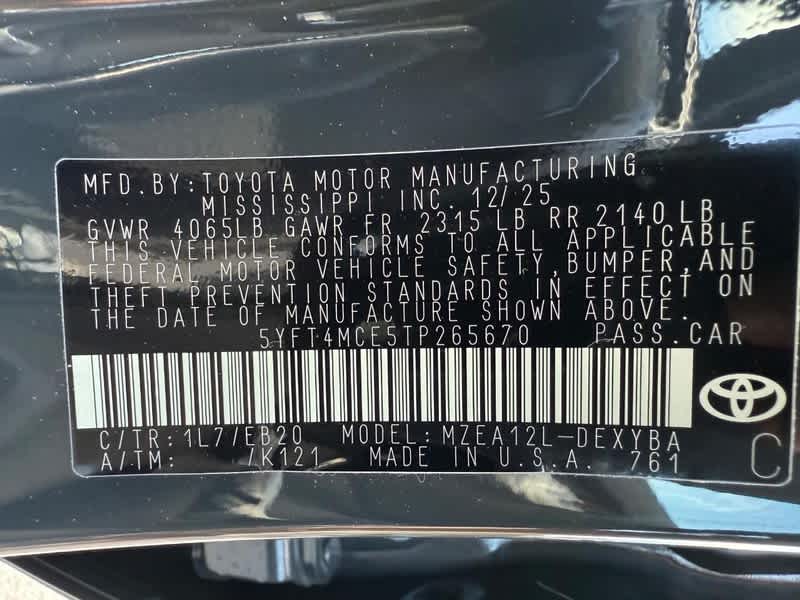 MFD. BY: TOYOTA MOTOR MANUFACTURING
MISSISSIPPI INC. 12/25
GVWR 4065LB GAWR FR 2315 LB RR 2140 LB
THIS VEHICLE CONFORMS TO ALL APPLICABLE
FEDERAL MOTOR VEHICLE SAFETY, BUMPER, AND
THEFT PREVENTION STANDARDS IN EFFECT ON
THE DATE OF MANUFACTURE SHOWN ABOVE.
5YFT4MCE5TP265670 PASS. CAR
C/TR: 1L7/EB20 MODEL: MZEA12L-DEXYBA
A/TM: /K121 MADE IN U.S.A. 761 C